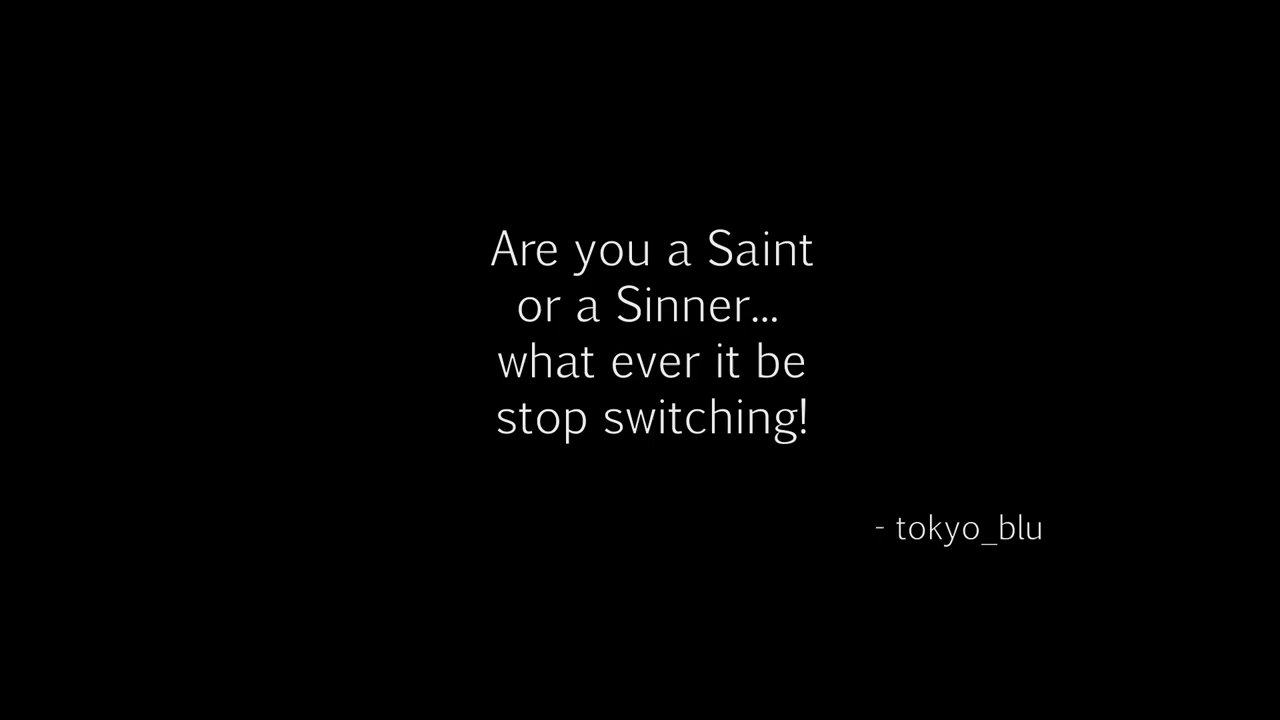 Are you a Saint
or a Sinner...
what ever it be
stop switching!
- tokyo_blu